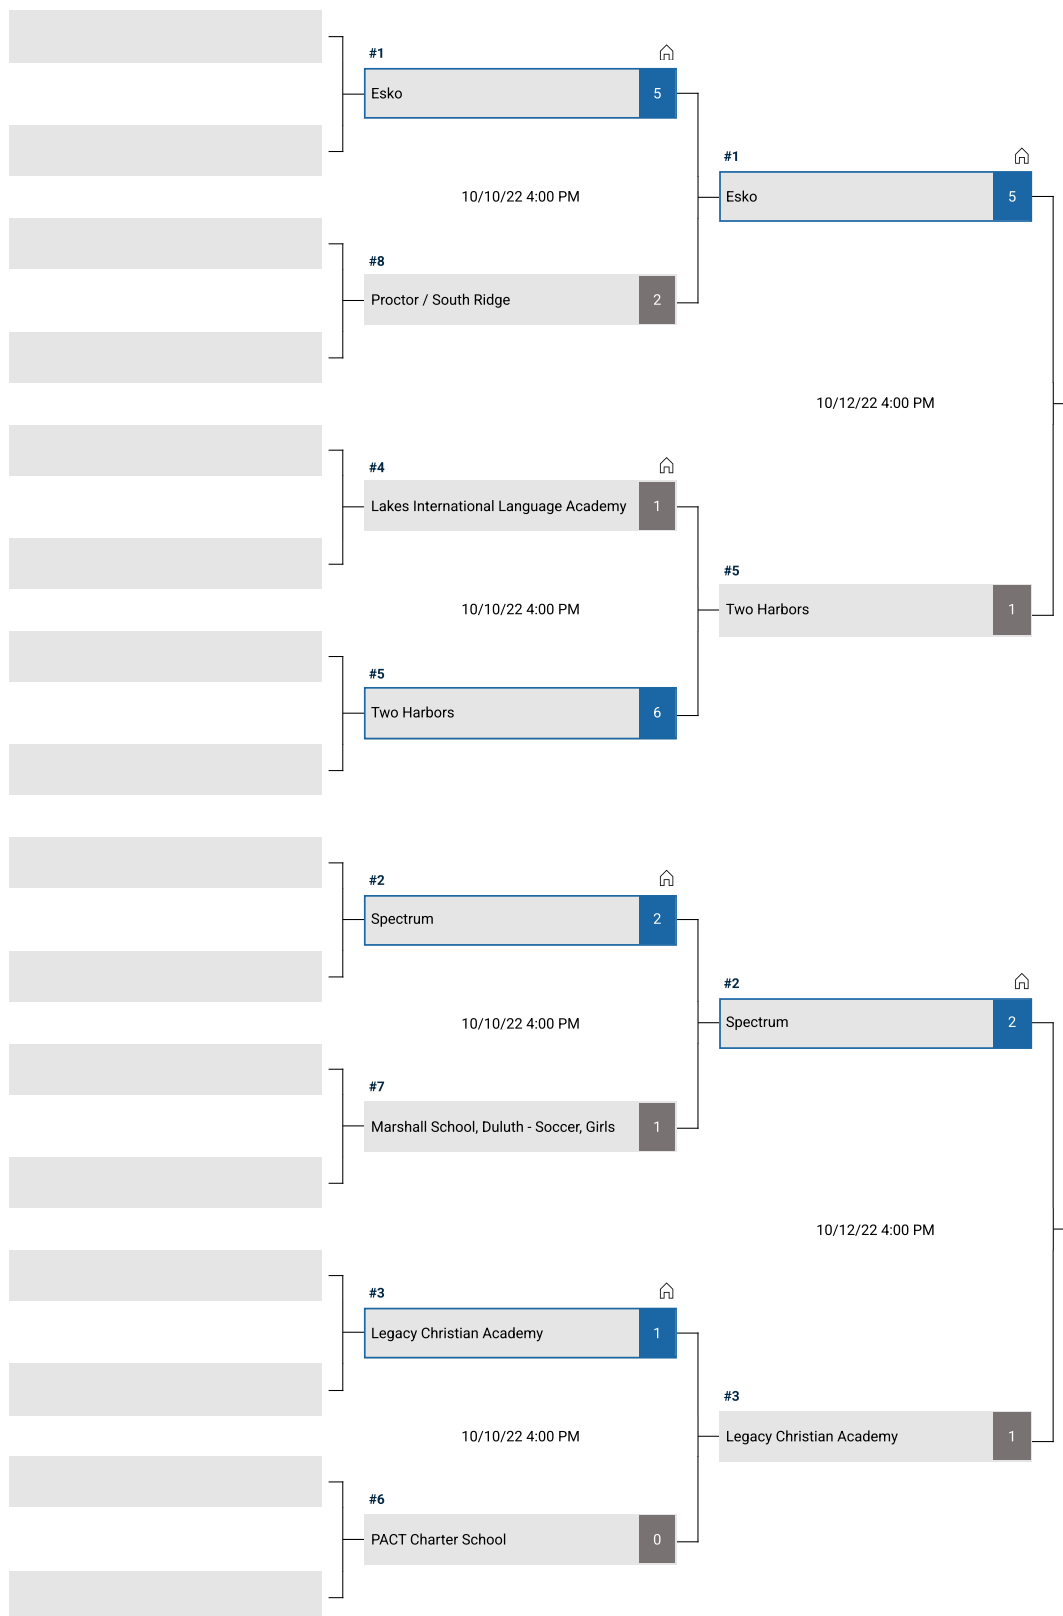 #1
Esko 5
10/10/22 4:00 PM
#8
Proctor / South Ridge 2
#1
Esko 5
10/12/22 4:00 PM
#4
Lakes International Language Academy 1
10/10/22 4:00 PM
#5
Two Harbors 6
#5
Two Harbors 1
#2
Spectrum 2
10/10/22 4:00 PM
#7
Marshall School, Duluth - Soccer, Girls 1
#2
Spectrum 2
10/12/22 4:00 PM
#3
Legacy Christian Academy 1
10/10/22 4:00 PM
#6
PACT Charter School 0
#3
Legacy Christian Academy 1